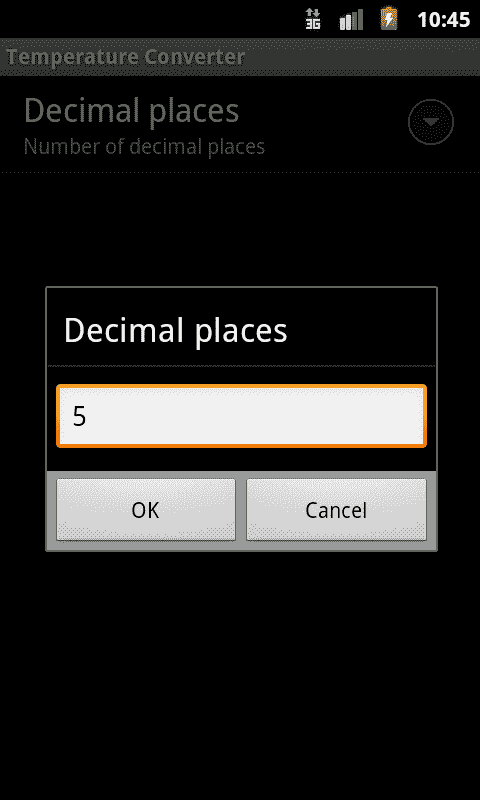 3G 10:45
Temperature Converter
Decimal places
Number of decimal places
Decimal places
5
OK Cancel